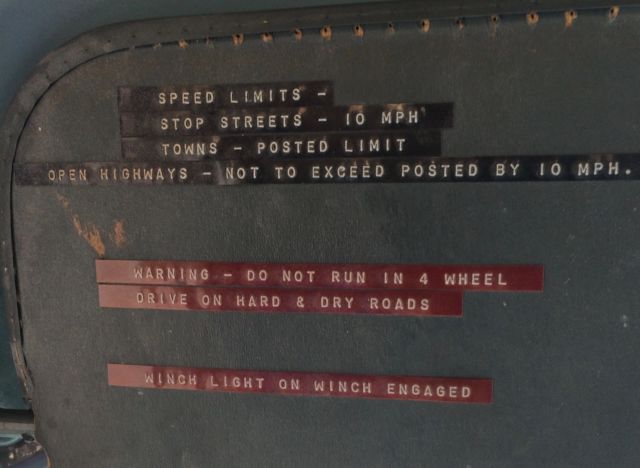 SPEED LIMITS -
STOP STREETS - 10 MPH
TOWNS - POSTED LIMIT
OPEN HIGHWAYS - NOT TO EXCEED POSTED BY 10 MPH.
WARNING - DO NOT RUN IN 4 WHEEL
DRIVE ON HARD & DRY ROADS
WINCH LIGHT ON WINCH ENGAGED